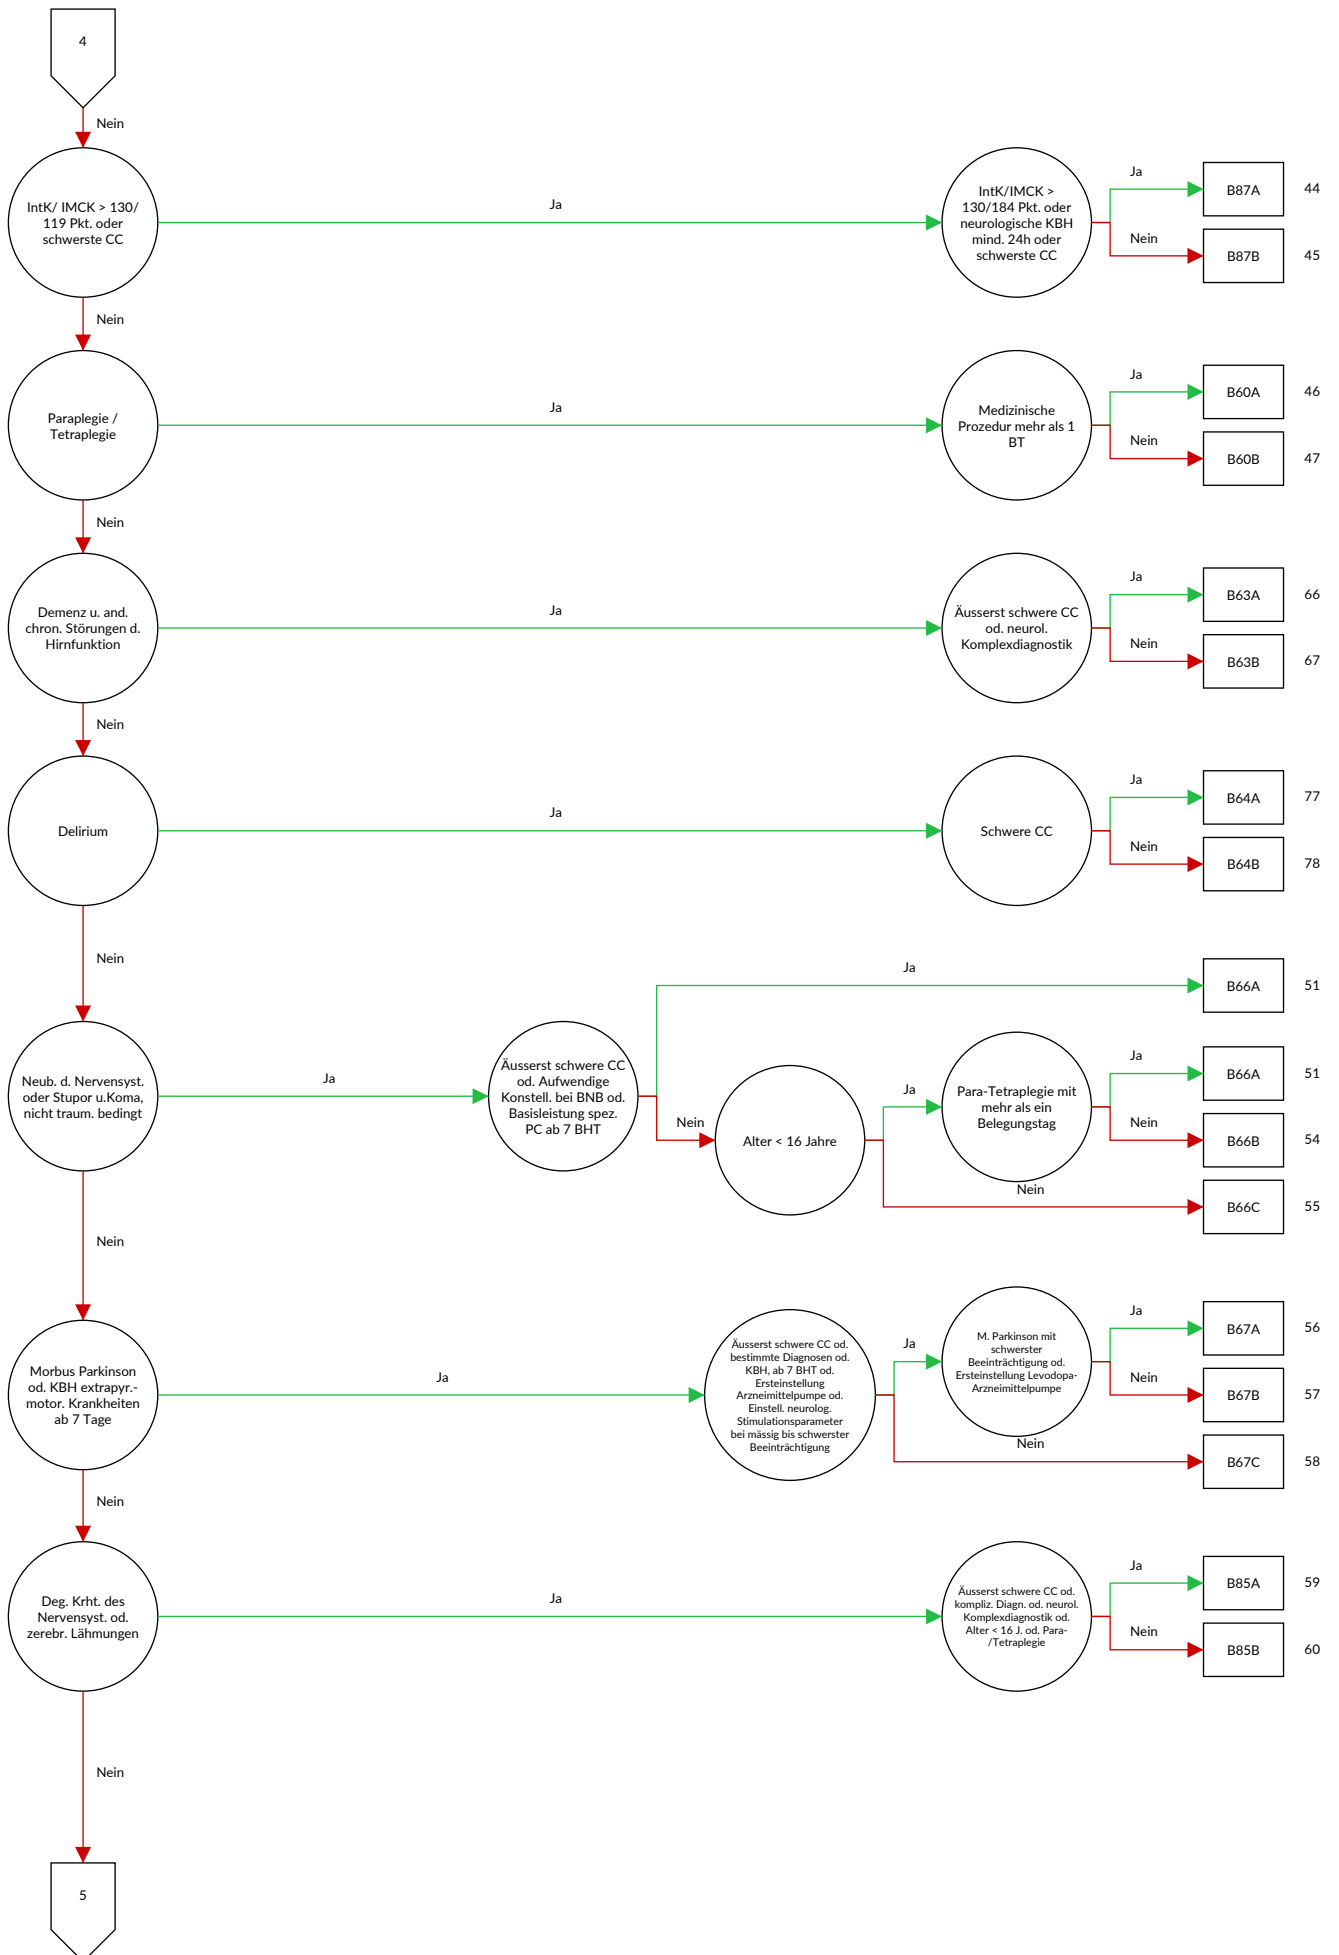 4
Nein
IntK/ IMCK > 130/
119 Pkt. oder
schwerste CC
Ja
IntK/IMCK >
130/184 Pkt. oder
neurologische KBH
mind. 24h oder
schwerste CC
Ja
B87A
44
Nein
B87B
45
Nein
Paraplegie /
Tetraplegie
Ja
Medizinische
Prozedur mehr als 1
BT
Ja
B60A
46
Nein
B60B
47
Nein
Demenz u. and.
chron. Störungen d.
Hirnfunktion
Ja
Äusserst schwere CC
od. neurol.
Komplexdiagnostik
Ja
B63A
66
Nein
B63B
67
Nein
Delirium
Ja
Schwere CC
Ja
B64A
77
Nein
B64B
78
Nein
Neub. d. Nervensyst.
oder Stupor u.Koma,
nicht traum. bedingt
Ja
Äusserst schwere CC
od. Aufwendige
Konstell. bei BNB od.
Basisleistung spez.
PC ab 7 BHT
Ja
B66A
51
Nein
Alter < 16 Jahre
Ja
Para-Tetraplegie mit
mehr als ein
Belegungstag
Ja
B66A
51
Nein
B66B
54
Nein
B66C
55
Nein
Morbus Parkinson
od. KBH extrapyr.-
motor. Krankheiten
ab 7 Tage
Ja
Äusserst schwere CC od.
bestimmte Diagnosen od.
KBH, ab 7 BHT od.
Ersteinstellung
Arzneimittelpumpe od.
Einstell. neurolog.
Stimulationsparameter
bei mässig bis schwerster
Beeinträchtigung
Ja
M. Parkinson mit
schwerster
Beeinträchtigung od.
Ersteinstellung Levodopa-
Arzneimittelpumpe
Ja
B67A
56
Nein
B67B
57
Nein
B67C
58
Nein
Deg. Krht. des
Nervensyst. od.
zerebr. Lähmungen
Ja
Äusserst schwere CC od.
kompliz. Diagn. od. neurol.
Komplexdiagnostik od.
Alter < 16 J. od. Para-
/Tetraplegie
Ja
B85A
59
Nein
B85B
60
Nein
5